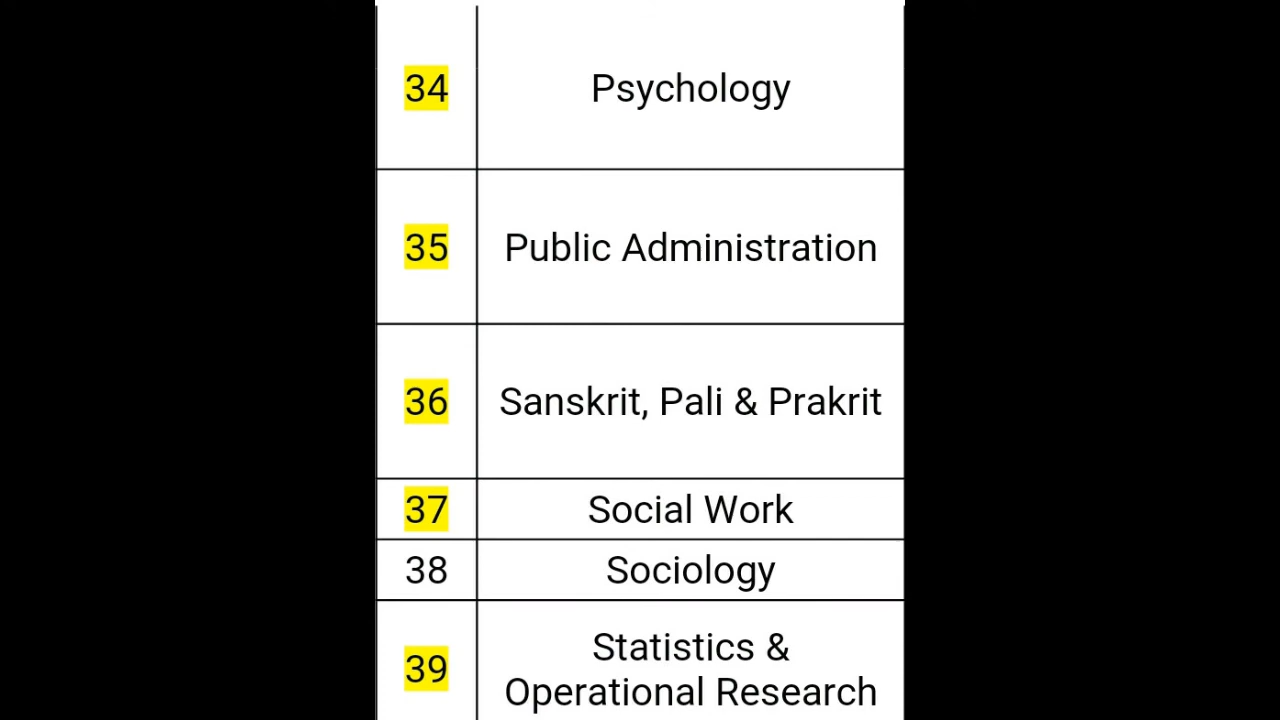 34 Psychology
35 Public Administration
36 Sanskrit, Pali & Prakrit
37 Social Work
38 Sociology
39 Statistics &
Operational Research